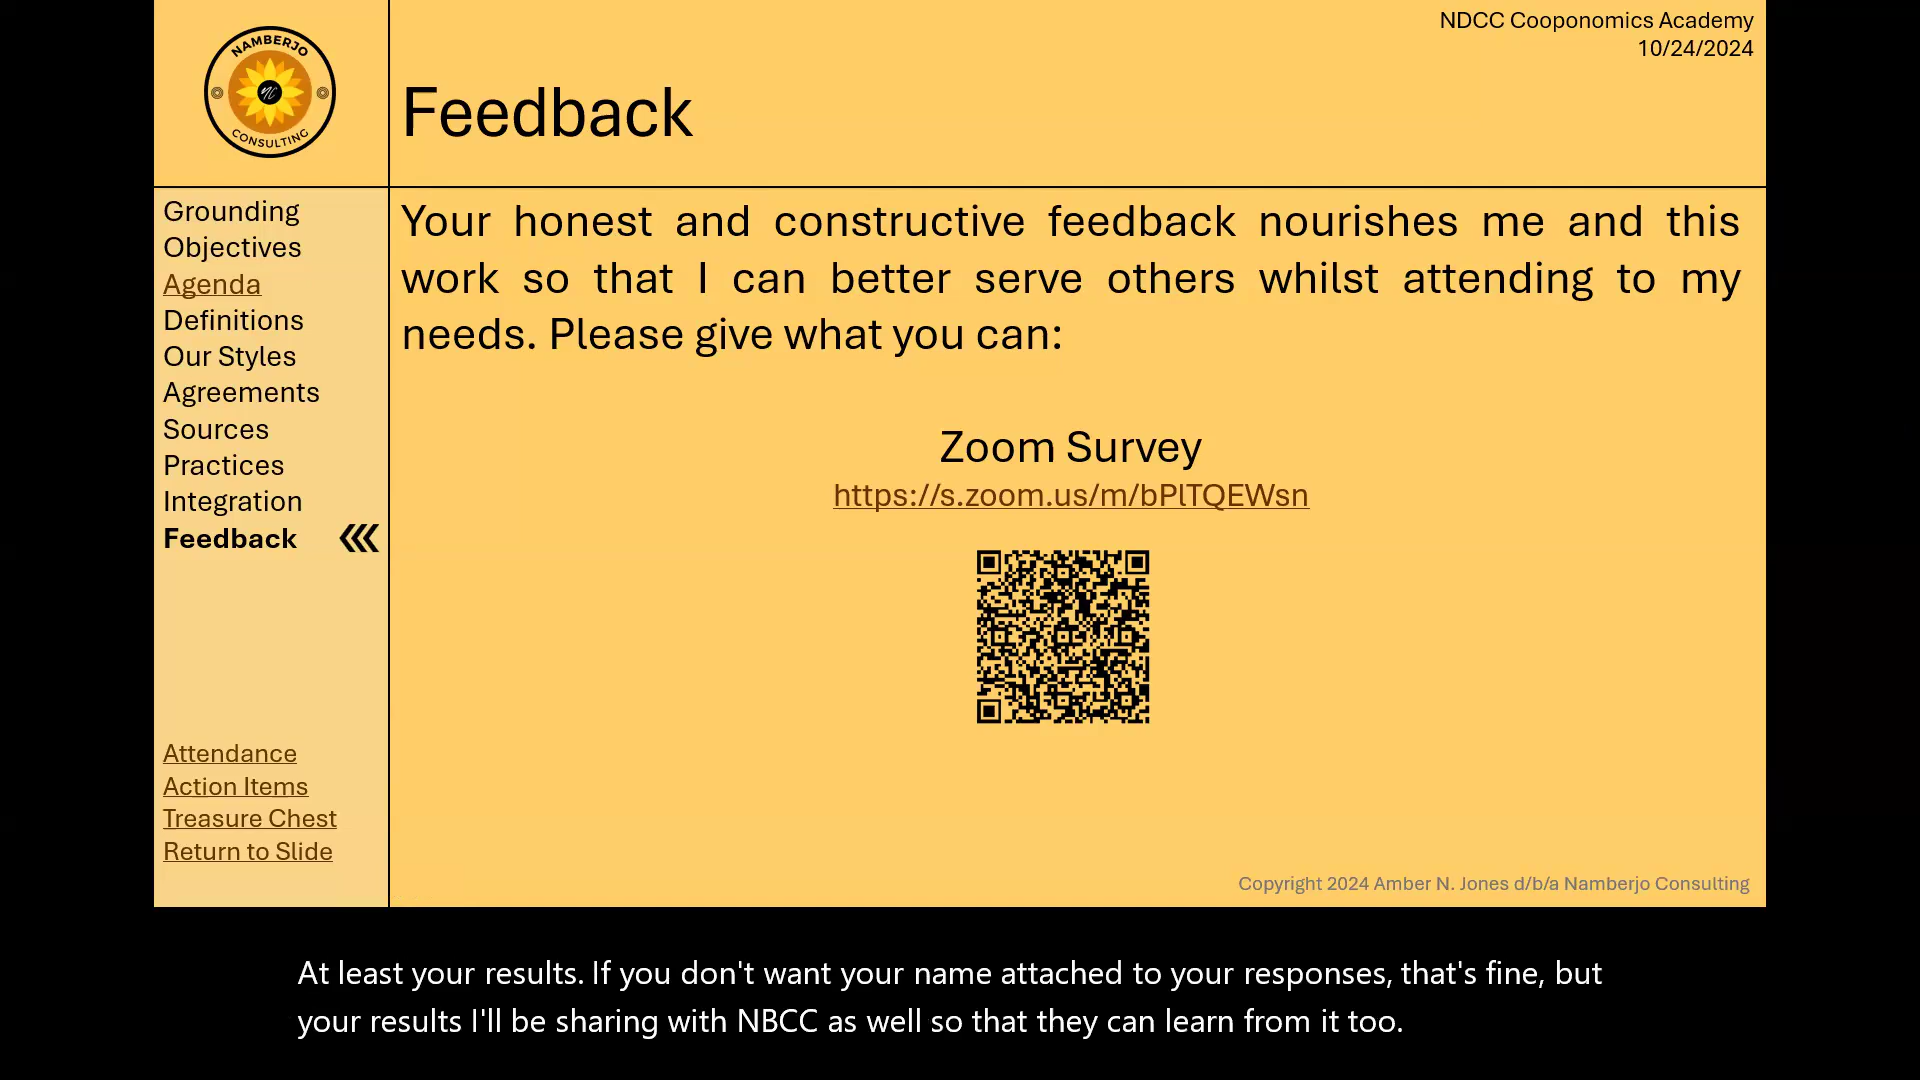 NAMBERJO
CONSULTING
NDCC Cooponomics Academy
10/24/2024
Feedback
Grounding
Objectives
Agenda
Definitions
Our Styles
Agreements
Sources
Practices
Integration
Feedback
Attendance
Action Items
Treasure Chest
Return to Slide
Your honest and constructive feedback nourishes me and this
work so that I can better serve others whilst attending to my
needs. Please give what you can:
Zoom Survey
https://s.zoom.us/m/bPlTQEWsn
Copyright 2024 Amber N. Jones d/b/a Namberjo Consulting
At least your results. If you don't want your name attached to your responses, that's fine, but
your results I'll be sharing with NBCC as well so that they can learn from it too.